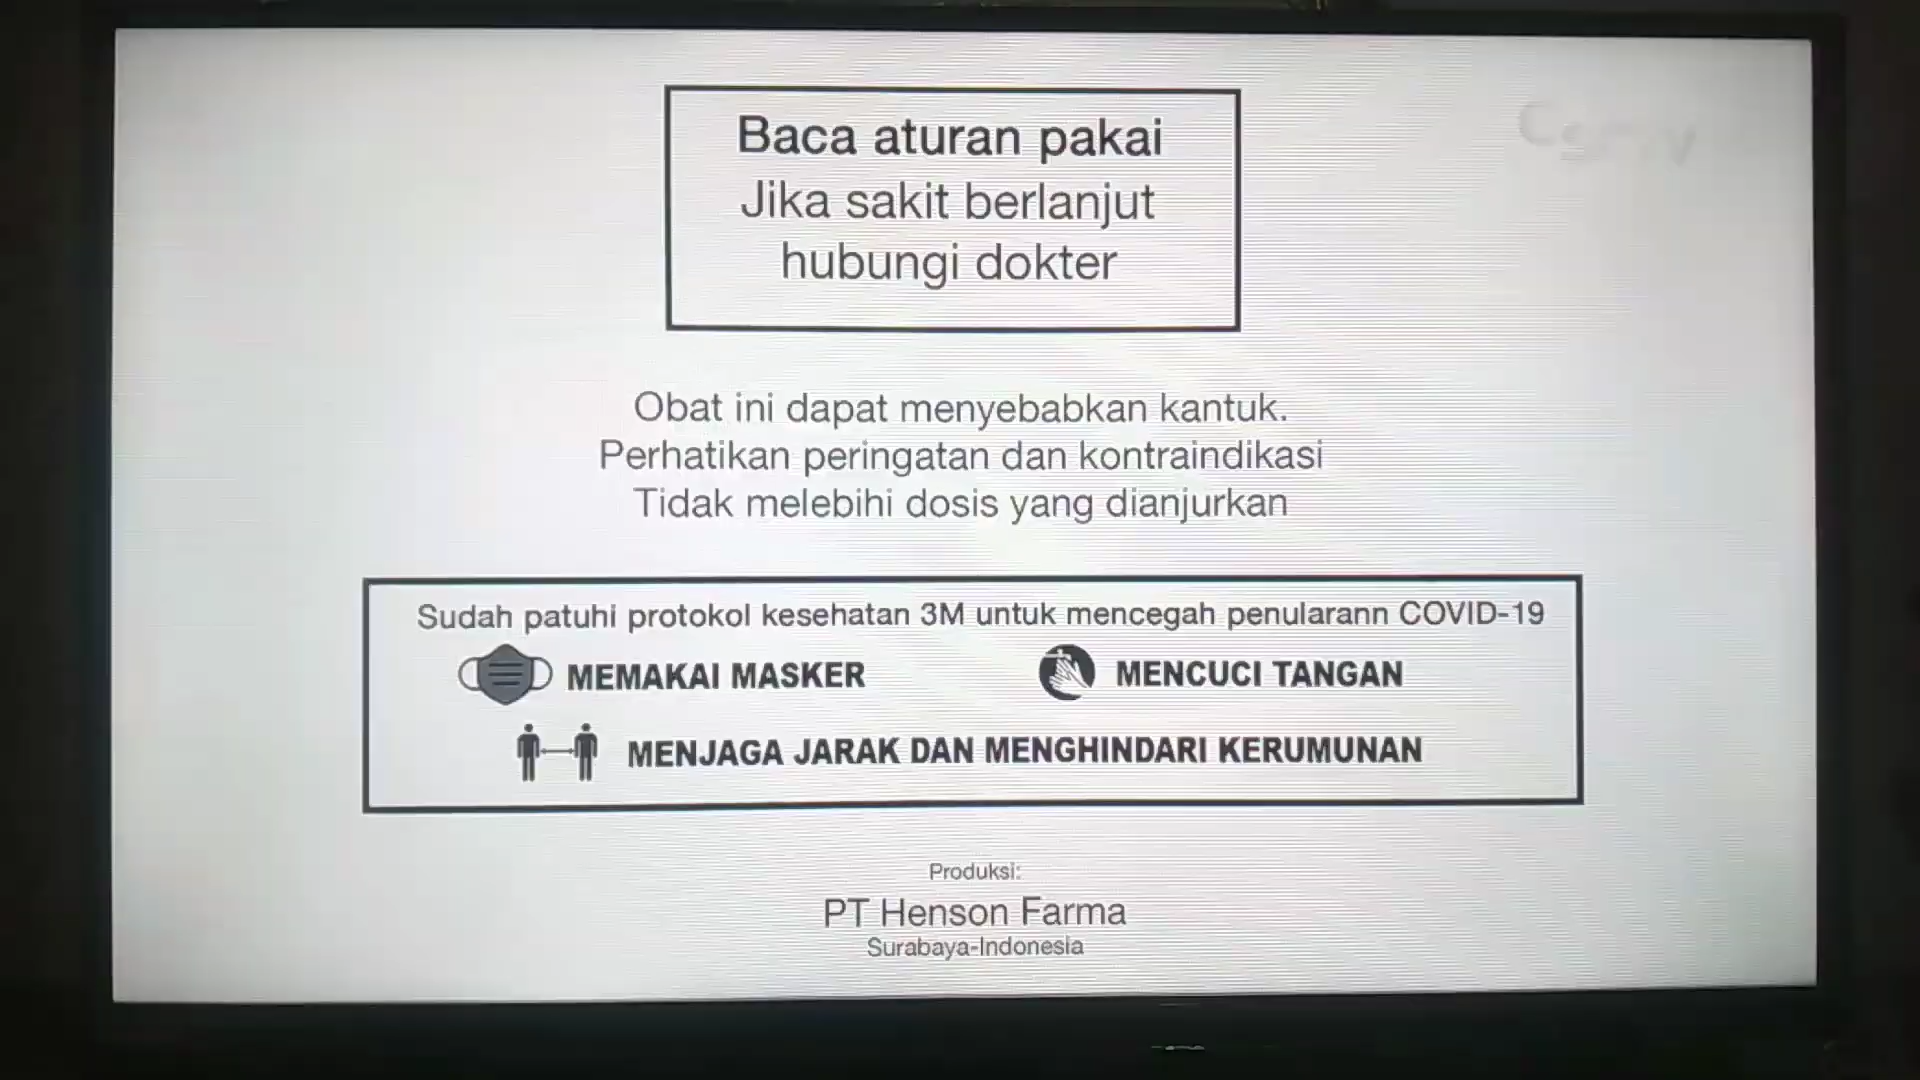 Baca aturan pakai
Jika sakit berlanjut
hubungi dokter
Obat ini dapat menyebabkan kantuk.
Perhatikan peringatan dan kontraindikasi
Tidak melebihi dosis yang dianjurkan
Sudah patuhi protokol kesehatan 3M untuk mencegah penularann COVID-19
MEMAKAI MASKER
MENCUCI TANGAN
MENJAGA JARAK DAN MENGHINDARI KERUMUNAN
Produksi:
PT Henson Farma
Surabaya-Indonesia